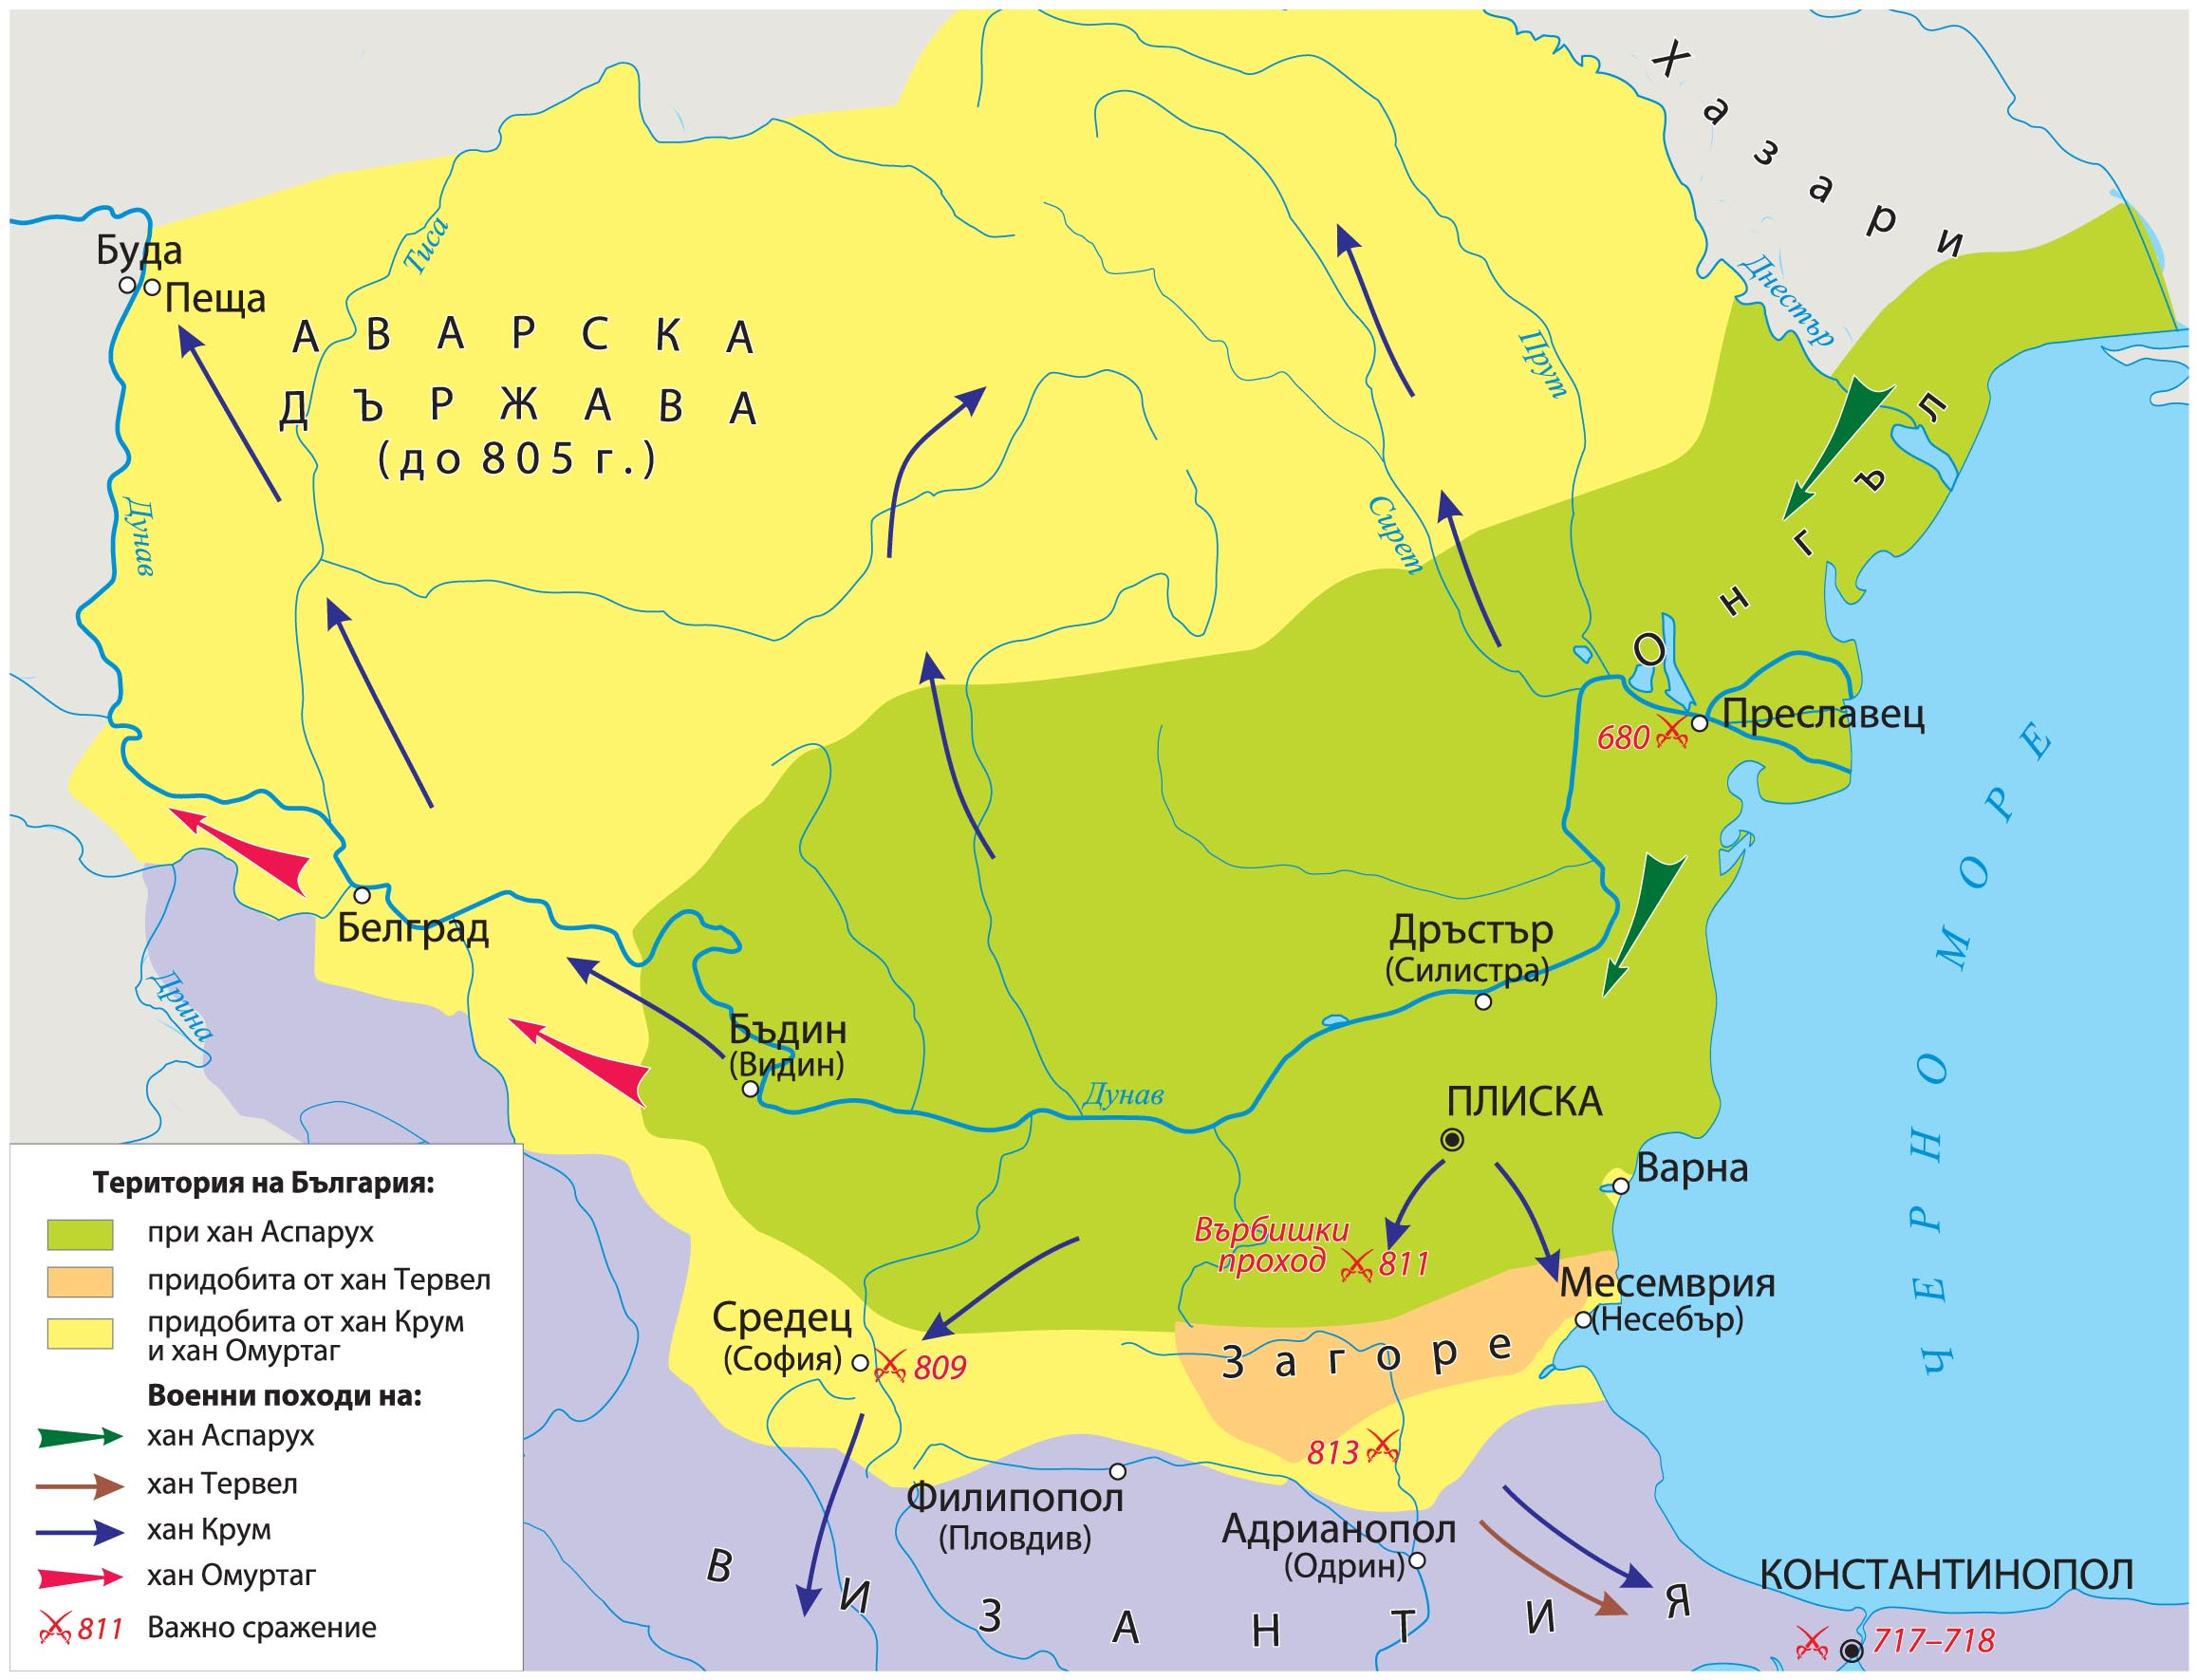 Хазари
Буда
Пеща
Тиса
АВАРСКА
ДЪРЖАВА
(до 805 г.)
Днестър
Прут
Сирет
Дунав
Онгъл
Преславец
680
ЧЕРНО МОРЕ
Белград
Дрина
Дръстър
(Силистра)
Бъдин
(Видин)
Дунав
ПЛИСКА
Варна
Върбишки
проход
811
Месемврия
(Несебър)
Средец
(София)
809
Загоре
813
Филипопол
(Пловдив)
Адрианопол
(Одрин)
ВИЗАНТИЯ
КОНСТАНТИНОПОЛ
717–718
Територия на България:
при хан Аспарух
придобита от хан Тервел
придобита от хан Крум
и хан Омуртаг
Военни походи на:
хан Аспарух
хан Тервел
хан Крум
хан Омуртаг
811 Важно сражение